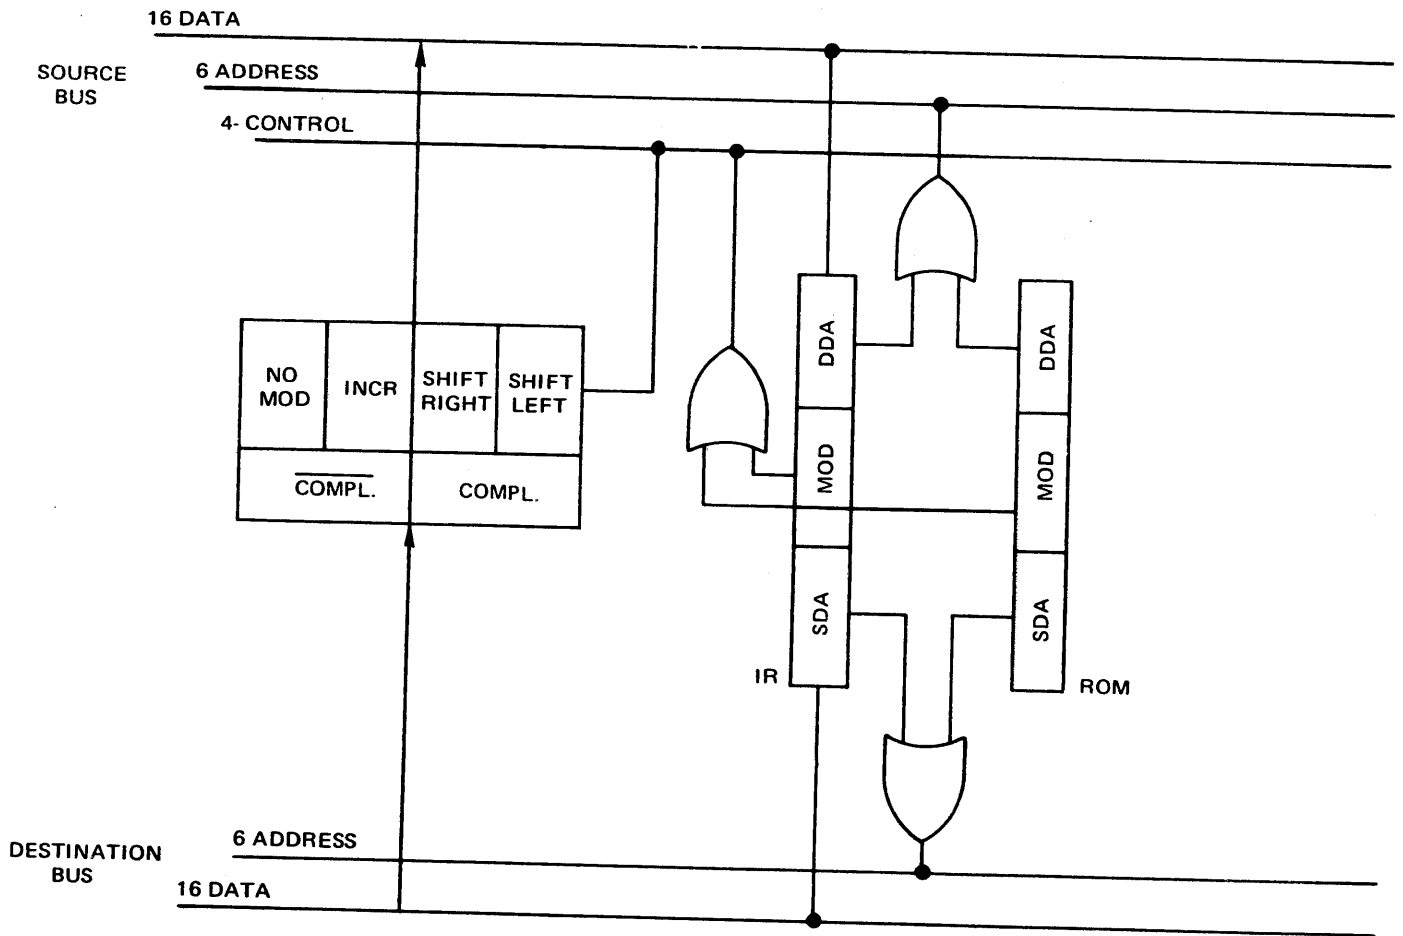 16 DATA
SOURCE
BUS
6 ADDRESS
4- CONTROL
NO
MOD
INCR
SHIFT
RIGHT
SHIFT
LEFT
COMPL.
COMPL.
DDA
MOD
SDA
IR
DDA
MOD
SDA
ROM
DESTINATION
BUS
6 ADDRESS
16 DATA